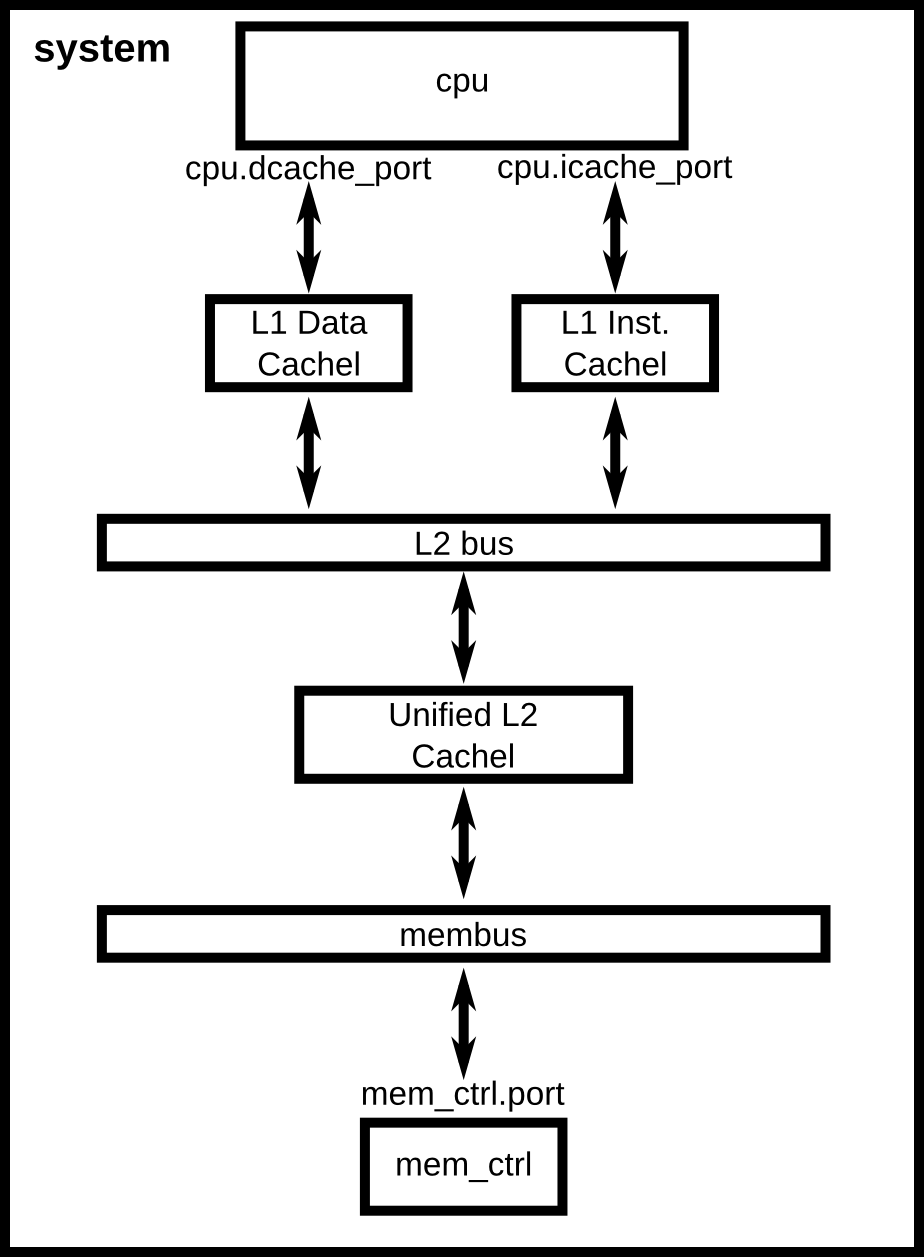 system
cpu
cpu.dcache_port
cpu.icache_port
L1 Data
Cachel
L1 Inst.
Cachel
L2 bus
Unified L2
Cachel
membus
mem_ctrl.port
mem_ctrl